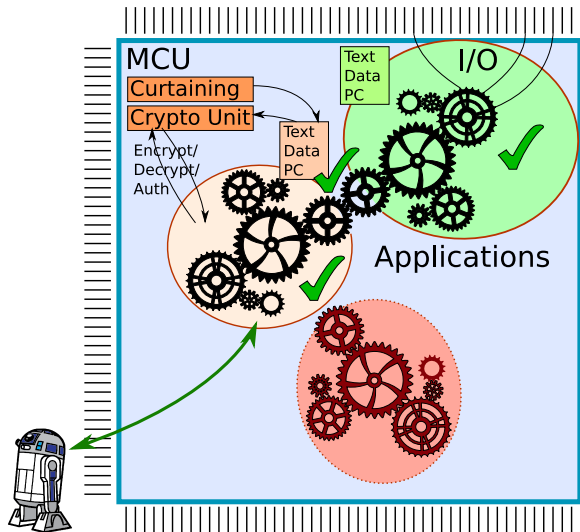 MCU
I/O
Text
Data
PC
Curtaining
Crypto Unit
Text
Data
PC
Encrypt/
Decrypt/
Auth
Applications